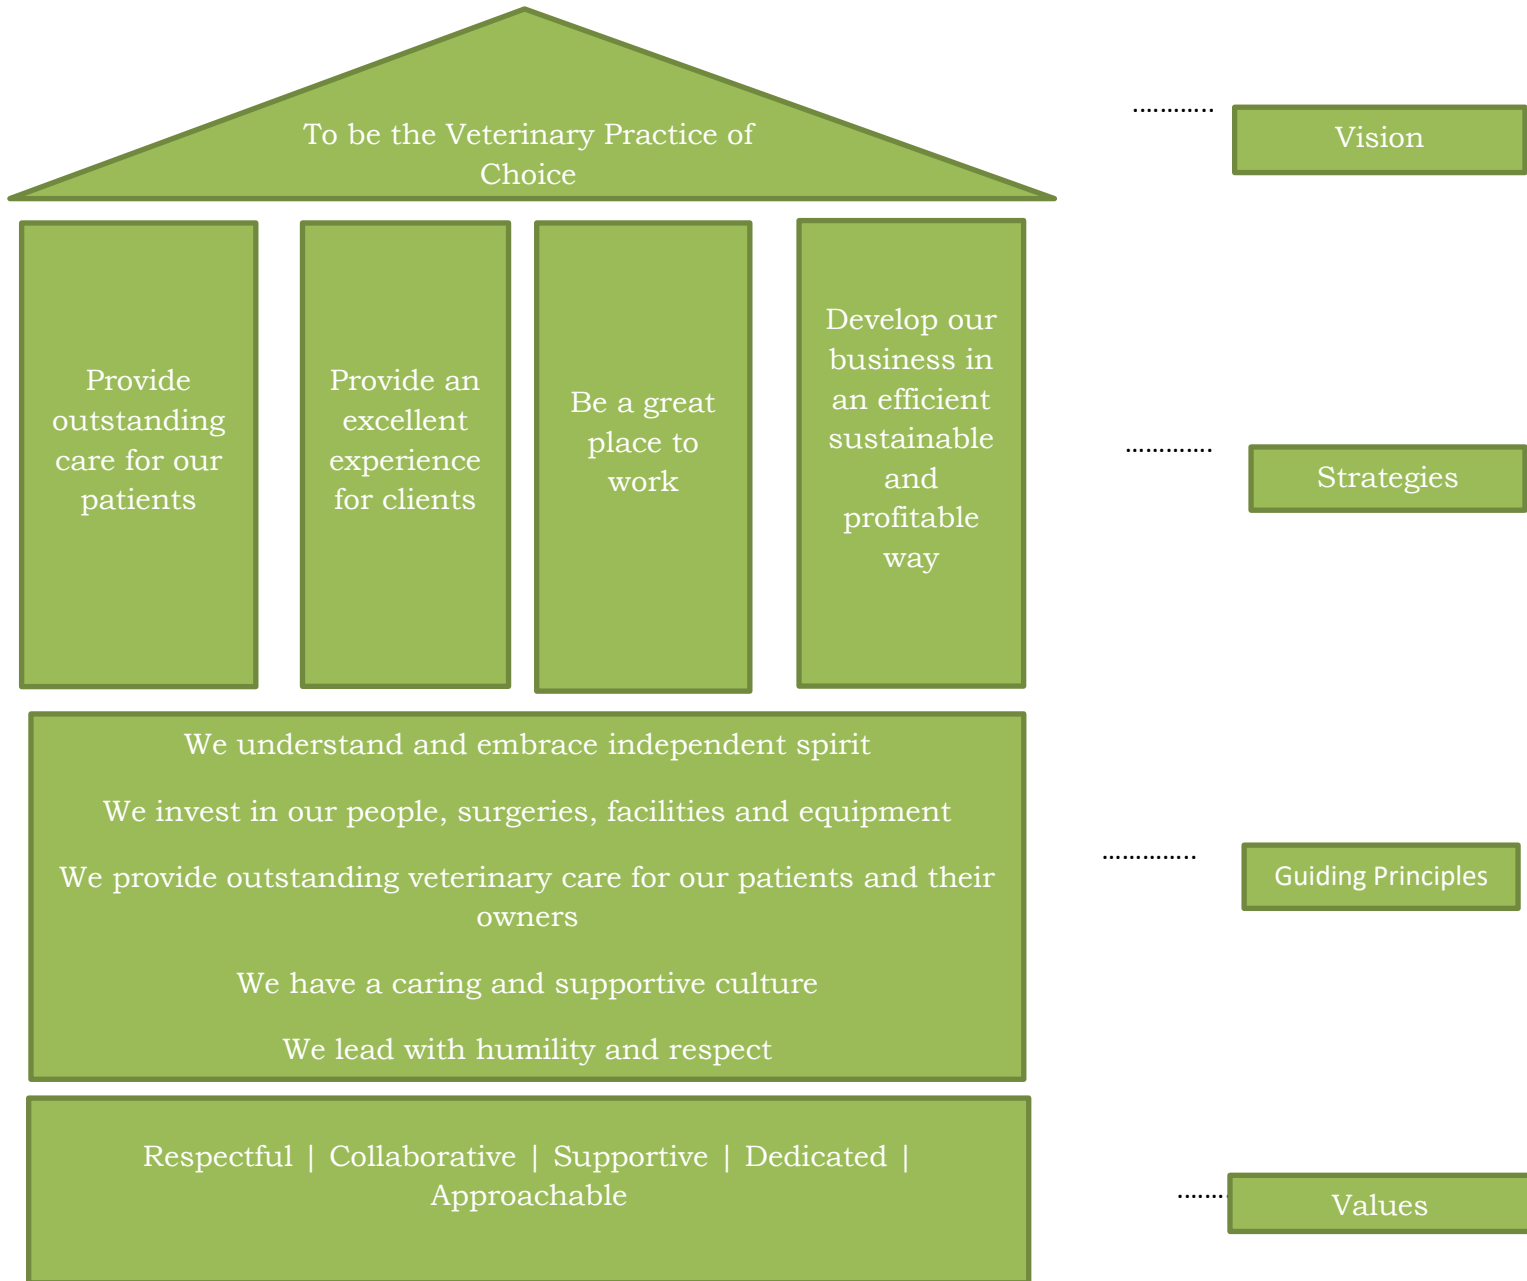 To be the Veterinary Practice of
Choice
............
Vision
Provide
outstanding
care for our
patients
Provide an
excellent
experience
for clients
Be a great
place to
work
Develop our
business in
an efficient
sustainable
and
profitable
way
.............
Strategies
We understand and embrace independent spirit
We invest in our people, surgeries, facilities and equipment
We provide outstanding veterinary care for our patients and their
owners
We have a caring and supportive culture
We lead with humility and respect
..............
Guiding Principles
Respectful | Collaborative | Supportive | Dedicated |
Approachable
........
Values